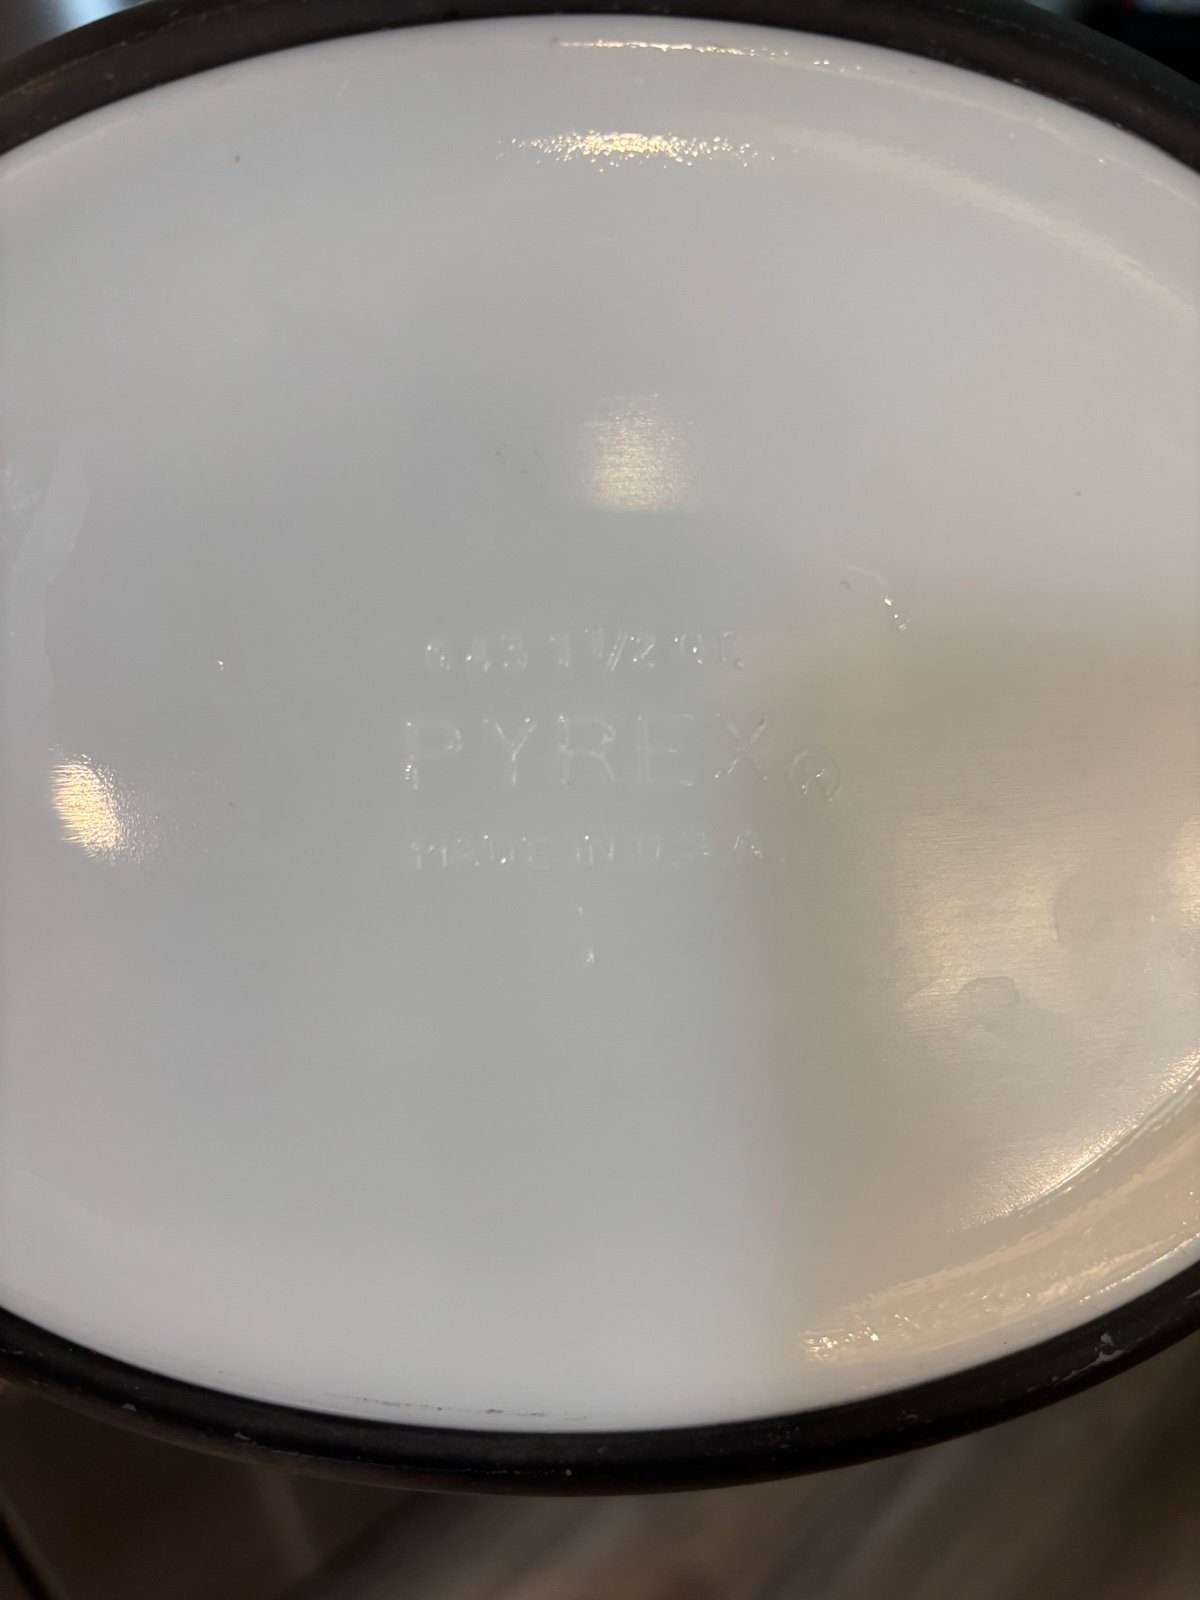 043 1 1/2 QT.
PYREX®
MADE IN U.S.A.